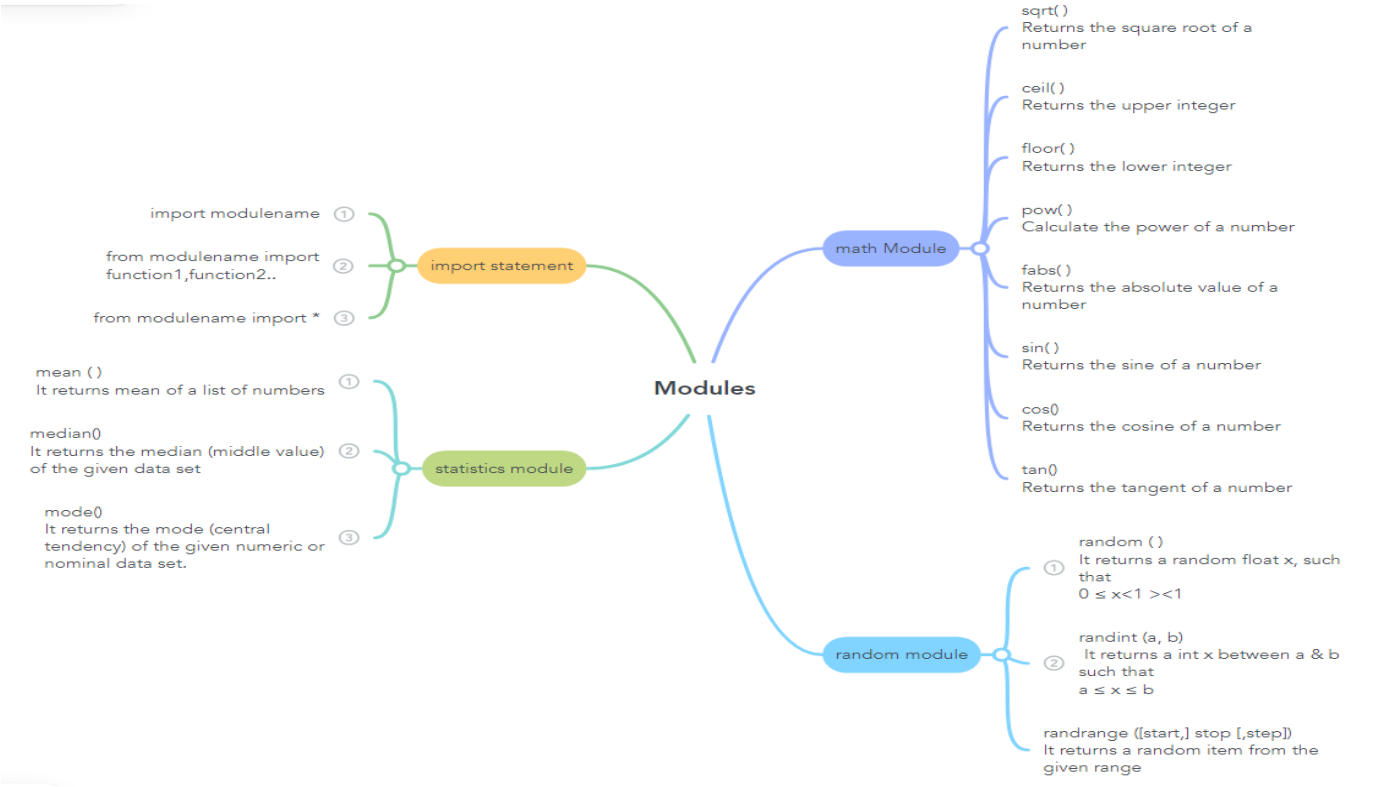 Modules
import statement
1
import modulename
2
from modulename import
function1,function2..
3
from modulename import *
statistics module
1
mean ( )
It returns mean of a list of numbers
2
median()
It returns the median (middle value)
of the given data set
3
mode()
It returns the mode (central
tendency) of the given numeric or
nominal data set.
math Module
sqrt( )
Returns the square root of a
number
ceil( )
Returns the upper integer
floor( )
Returns the lower integer
pow( )
Calculate the power of a number
fabs( )
Returns the absolute value of a
number
sin( )
Returns the sine of a number
cos()
Returns the cosine of a number
tan()
Returns the tangent of a number
random module
1
random ( )
It returns a random float x, such
that
0 ≤ x<1 ><1
2
randint (a, b)
It returns a int x between a & b
such that
a ≤ x ≤ b
randrange ([start,] stop [,step])
It returns a random item from the
given range